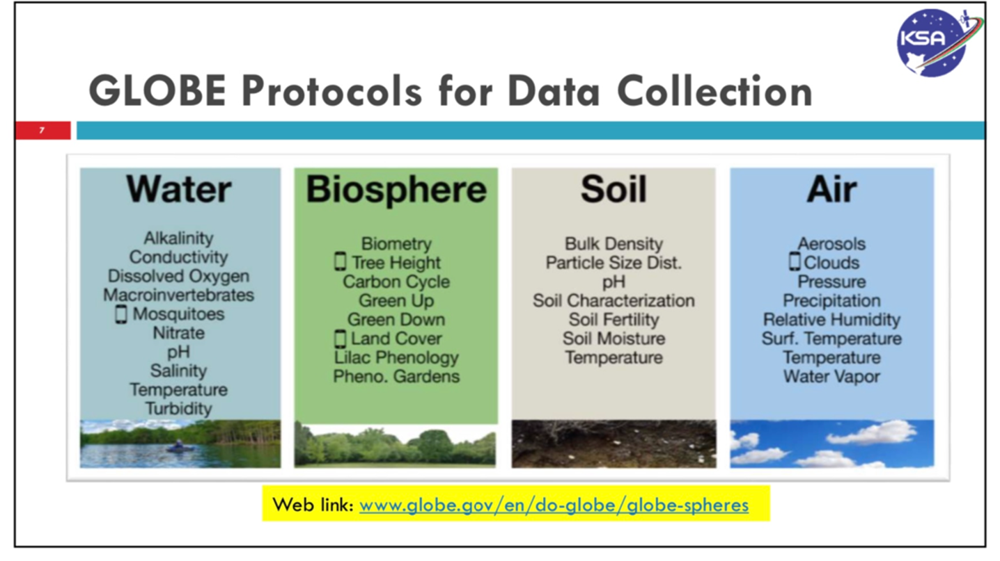 KSA
GLOBE Protocols for Data Collection
7
Water
Alkalinity
Conductivity
Dissolved Oxygen
Macroinvertebrates
Mosquitoes
Nitrate
pH
Salinity
Temperature
Turbidity
Biosphere
Biometry
Tree Height
Carbon Cycle
Green Up
Green Down
Land Cover
Lilac Phenology
Pheno. Gardens
Soil
Bulk Density
Particle Size Dist.
pH
Soil Characterization
Soil Fertility
Soil Moisture
Temperature
Air
Aerosols
Clouds
Pressure
Precipitation
Relative Humidity
Surf. Temperature
Temperature
Water Vapor
Web link: www.globe.gov/en/do-globe/globe-spheres